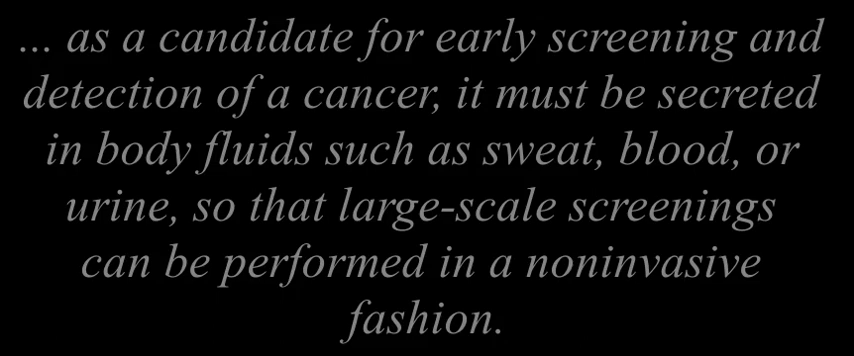 ... as a candidate for early screening and
detection of a cancer, it must be secreted
in body fluids such as sweat, blood, or
urine, so that large-scale screenings
can be performed in a noninvasive
fashion.